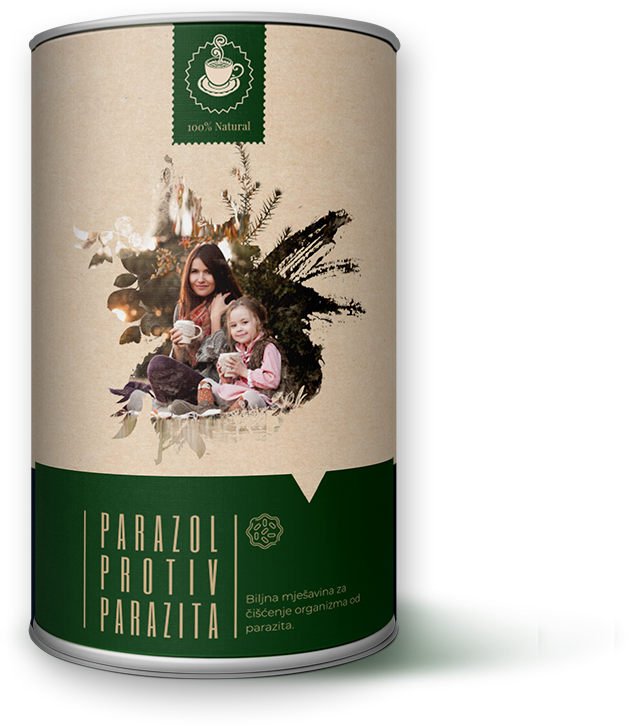 100% Natural
PARAZOL
PROTIV
PARAZITA
Biljna mješavina za
čišćenje organizma od
parazita.